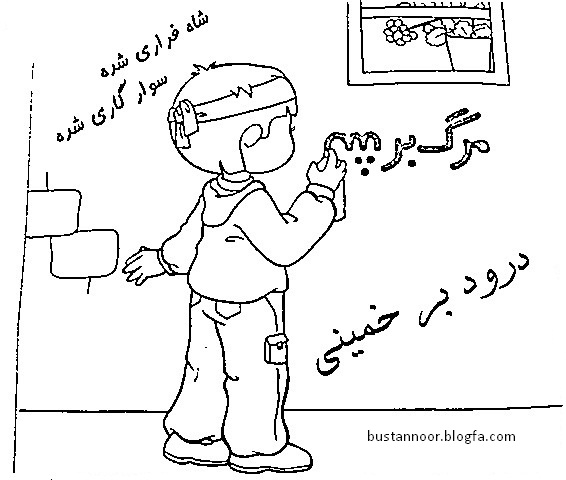 شاه فراری شده
سوار گاری شده
مرگ بر
درود بر خمینی
bustannoor.blogfa.com